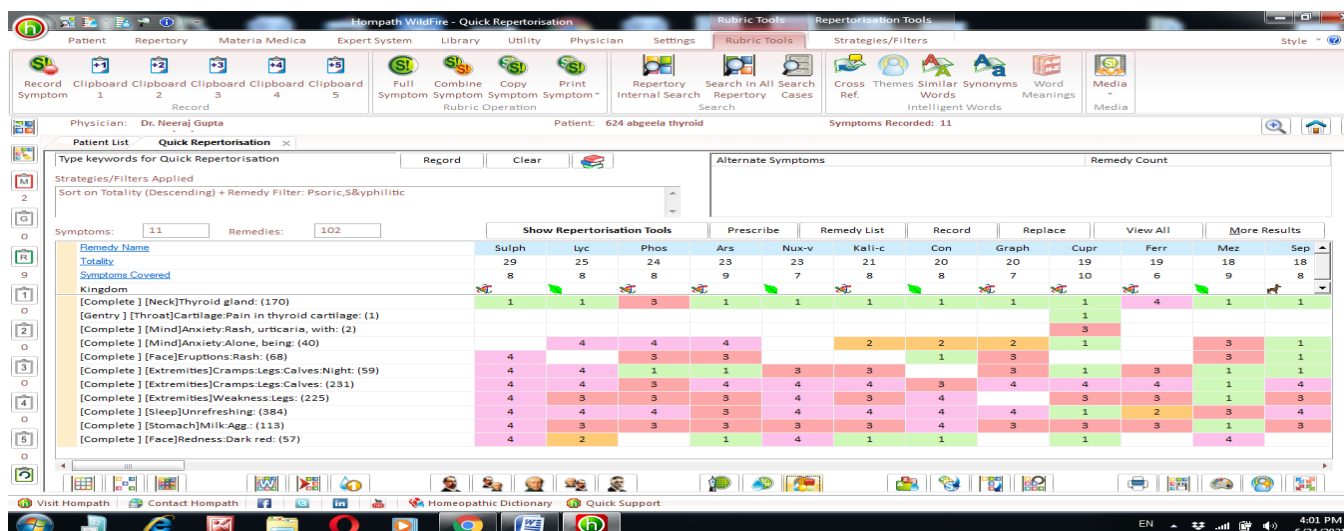 Hompath WildFire - Quick Repertorisation
Rubric Tools
Repertorisation Tools
Patient Repertory Materia Medica Expert System Library Utility Physician Settings Rubric Tools Strategies/Filters Style
Record Symptom Clipboard 1 Clipboard 2 Clipboard 3 Clipboard 4 Clipboard 5 Full Symptom Combine Symptom Copy Symptom Print Symptom Repertory Internal Search Search in All Repertory Search Cases Cross Ref. Themes Similar Words Synonyms Word Meanings Media
Record Rubric Operation Search Intelligent Words Media
Physician: Dr. Neeraj Gupta Patient: 624 abgeela thyroid Symptoms Recorded: 11
Patient List Quick Repertorisation
Type keywords for Quick Repertorisation Record Clear Alternate Symptoms Remedy Count
Strategies/Filters Applied
Sort on Totality (Descending) + Remedy Filter: Psoric,S&yphilitic
Symptoms: 11 Remedies: 102 Show Repertorisation Tools Prescribe Remedy List Record Replace View All More Results
Remedy Name Sulph Lyc Phos Ars Nux-v Kali-c Con Graph Cupr Ferr Mez Sep
Totality 29 25 24 23 23 21 20 20 19 19 18 18
Symptoms Covered 8 8 8 9 7 8 8 7 10 6 9 8
Kingdom
[Complete ] [Neck]Thyroid gland: (170) 1 1 3 1 1 1 1 1 1 4 1 1
[Gentry ] [Throat]Cartilage:Pain in thyroid cartilage: (1) 1
[Complete ] [Mind]Anxiety:Rash, urticaria, with: (2) 3
[Complete ] [Mind]Anxiety:Alone, being: (40) 4 4 4 2 2 2 1 3 1
[Complete ] [Face]Eruptions:Rash: (68) 4 3 3 1 3 3 1
[Complete ] [Extremities]Cramps:Legs:Calves:Night: (59) 4 4 1 1 3 3 3 1 3 1 1
[Complete ] [Extremities]Cramps:Legs:Calves: (231) 4 4 3 4 4 4 3 4 4 4 1 4
[Complete ] [Extremities]Weakness:Legs: (225) 4 3 3 3 4 3 4 3 3 1 3
[Complete ] [Sleep]Unrefreshing: (384) 4 4 4 3 4 4 4 4 1 2 3 4
[Complete ] [Stomach]Milk:Agg.: (113) 4 3 3 3 3 3 4 3 3 3 1 3
[Complete ] [Face]Redness:Dark red: (57) 4 2 1 4 1 1 1 4
M
2
G
0
R
9
1
0
2
0
3
0
4
0
5
0
Visit Hompath Contact Hompath Homeopathic Dictionary Quick Support
EN 4:01 PM